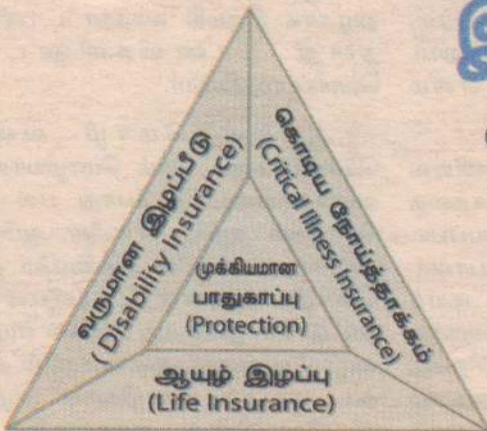 வருமான இழப்பீடு
( Disability Insurance)
கொடிய நோய்த்தாக்கம்
(Critical Illness Insurance)
முக்கியமான
பாதுகாப்பு
(Protection)
ஆயுழ் இழப்பு
(Life Insurance)